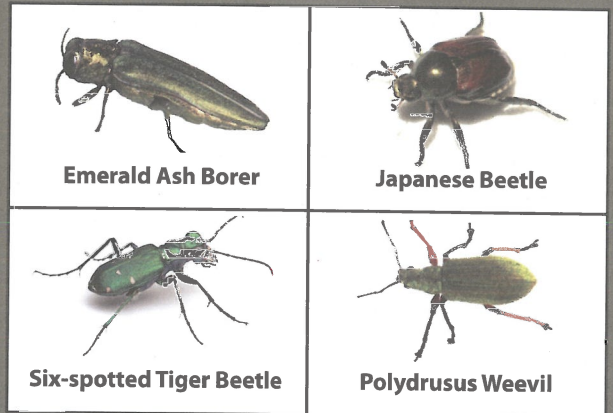 Emerald Ash Borer
Japanese Beetle
Six-spotted Tiger Beetle
Polydrusus Weevil